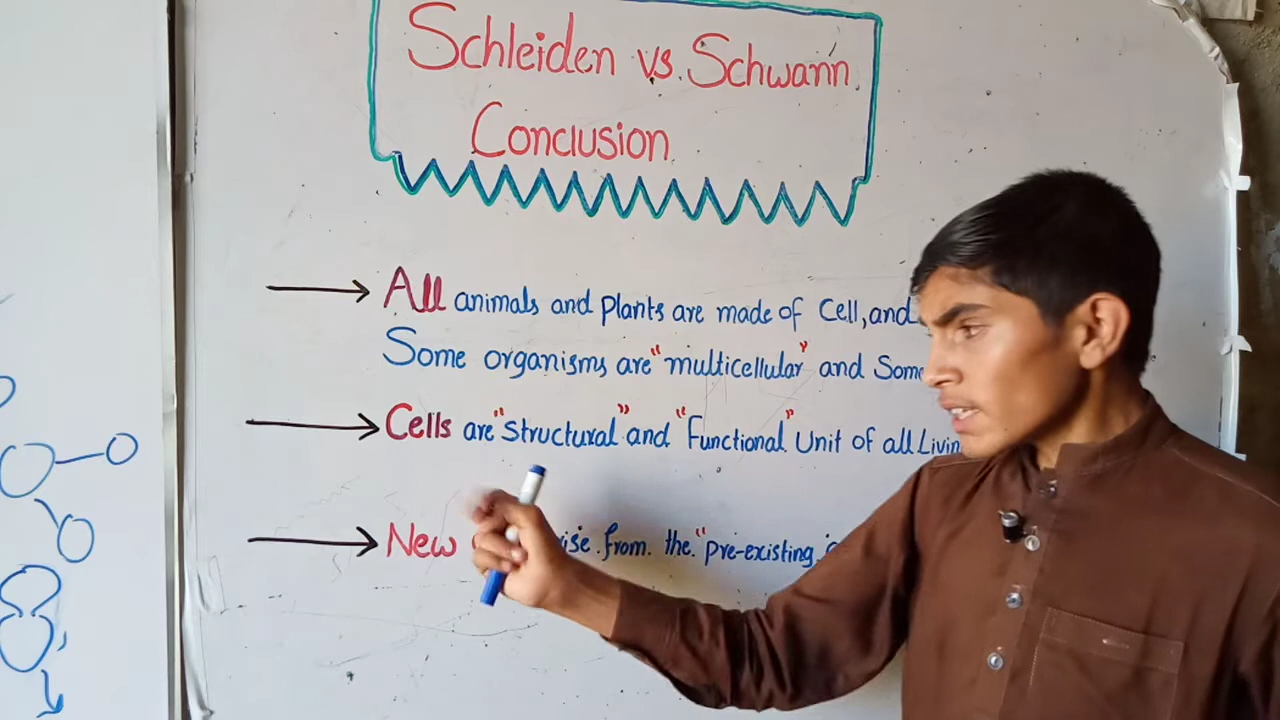 Schleiden vs. Schwann
Conclusion
All animals and plants are made of Cell, and
Some organisms are "multicellular" and Some
Cells are "structural" and "Functional" Unit of all Livin
New from. the. "pre-existing